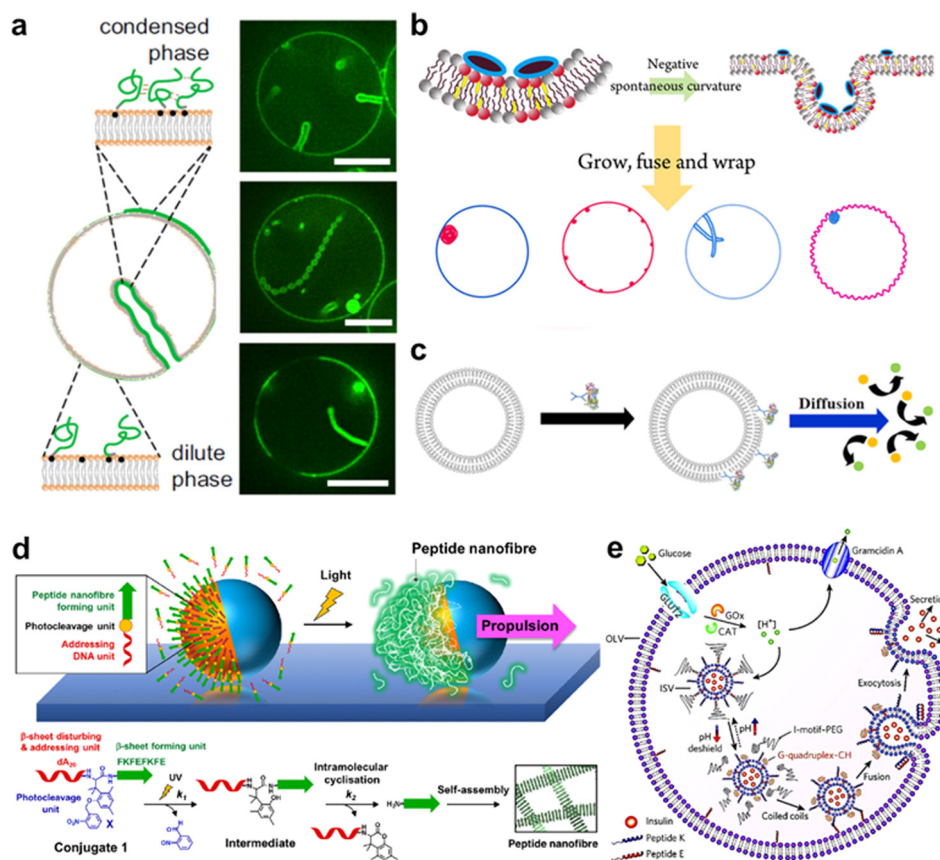 a
condensed
phase
dilute
phase
b
Negative
spontaneous curvature
Grow, fuse and wrap
c
Diffusion
d
Peptide nanofibre
forming unit
Photocleavage unit
Addressing
DNA unit
Light
Peptide nanofibre
Propulsion
β-sheet disturbing
& addressing unit
dA20
β-sheet forming unit
FKFEFKFE
Photocleavage
unit
X
Conjugate 1
UV
k1
Intermediate
Intramolecular
cyclisation
k2
Self-assembly
Peptide nanofibre
e
Glucose
GLUT2
Gramcidin A
GOx
CAT
[H+]
Secretion
OLV
ISV
Exocytosis
pH
deshield
pH
I-motif-PEG
G-quadruplex-CH
Fusion
Coiled coils
Insulin
Peptide K
Peptide E